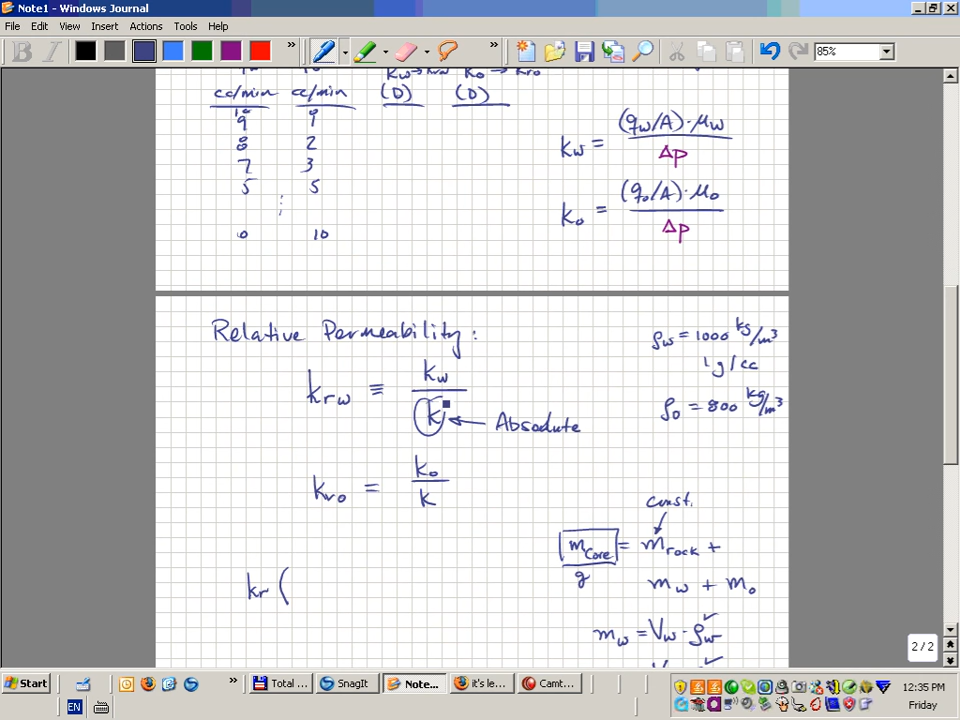 Note1 - Windows Journal
File Edit View Insert Actions Tools Help
B I 85%
kw→krw ko→kro
cc/min cc/min (D) (D)
9 9
8 2
7 3
5 5
⋮
0 10
kw = (qw/A)·μw / Δp
ko = (qo/A)·μo / Δp
Relative Permeability:
krw ≡ kw / k ← Absolute
kro = ko / k
kr (
ρw = 1000 kg/m³
1 g/cc
ρo = 800 kg/m³
const.
mcore = mrock +
g
mw + mo
mw = Vw · ρw ✓
2 / 2
Start Total ... SnagIt Note... it's le... Camt... 12:35 PM
EN Friday